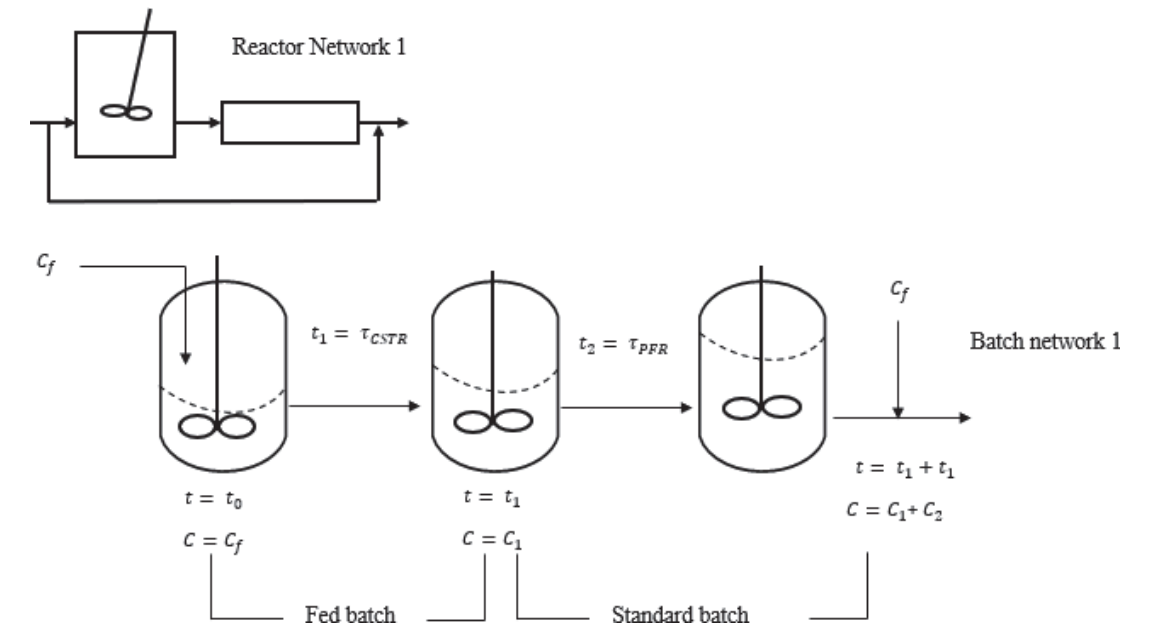 Reactor Network 1
C_f
t_1 = τ_CSTR
t_2 = τ_PFR
C_f
Batch network 1
t = t_0
C = C_f
t = t_1
C = C_1
t = t_1 + t_1
C = C_1 + C_2
Fed batch
Standard batch